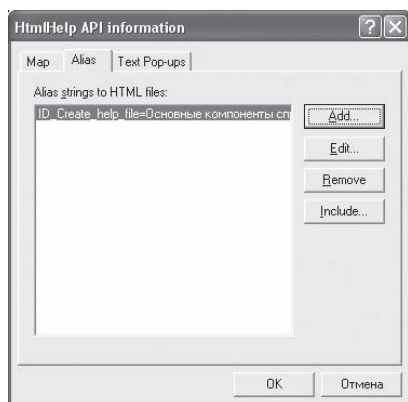 HtmlHelp API information
Map Alias Text Pop-ups
Alias strings to HTML files:
ID_Create_help_file=Основные компоненты сп
Add...
Edit...
Remove
Include...
OK Отмена